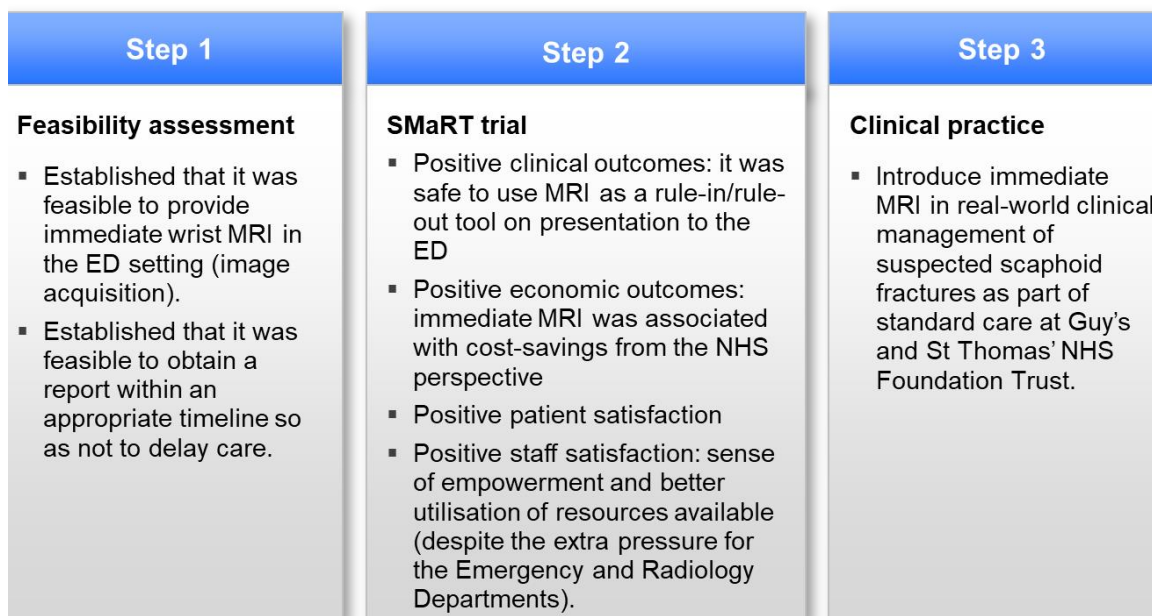 Step 1
Feasibility assessment
▪ Established that it was
feasible to provide
immediate wrist MRI in
the ED setting (image
acquisition).
▪ Established that it was
feasible to obtain a
report within an
appropriate timeline so
as not to delay care.
Step 2
SMaRT trial
▪ Positive clinical outcomes: it was
safe to use MRI as a rule-in/rule-
out tool on presentation to the
ED
▪ Positive economic outcomes:
immediate MRI was associated
with cost-savings from the NHS
perspective
▪ Positive patient satisfaction
▪ Positive staff satisfaction: sense
of empowerment and better
utilisation of resources available
(despite the extra pressure for
the Emergency and Radiology
Departments).
Step 3
Clinical practice
▪ Introduce immediate
MRI in real-world clinical
management of
suspected scaphoid
fractures as part of
standard care at Guy’s
and St Thomas’ NHS
Foundation Trust.